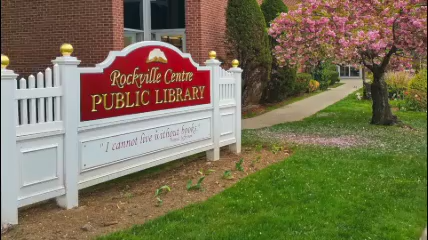 Rockville Centre
PUBLIC LIBRARY
"I cannot live without books"